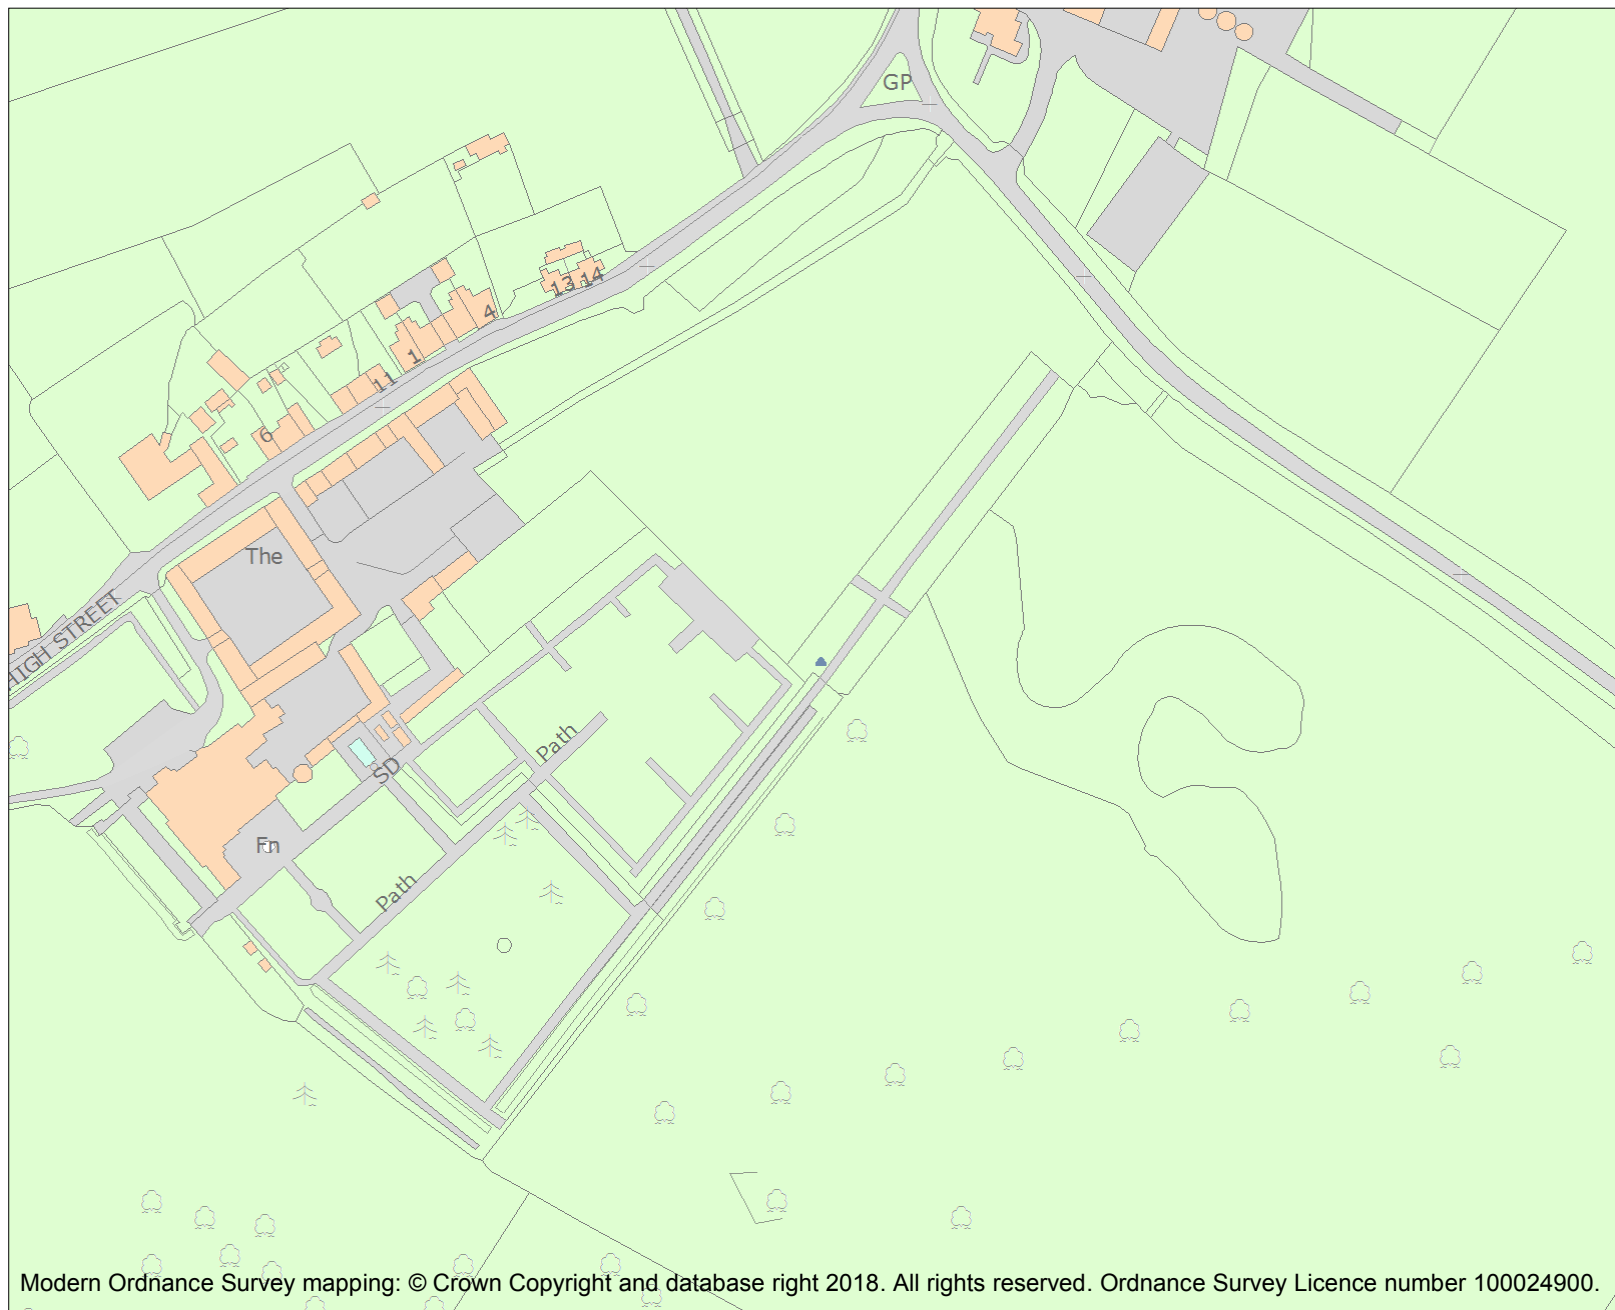 GP
13 14
4
1
11
6
The
HIGH STREET
Path
SD
Fn
Path
Modern Ordnance Survey mapping: © Crown Copyright and database right 2018. All rights reserved. Ordnance Survey Licence number 100024900.